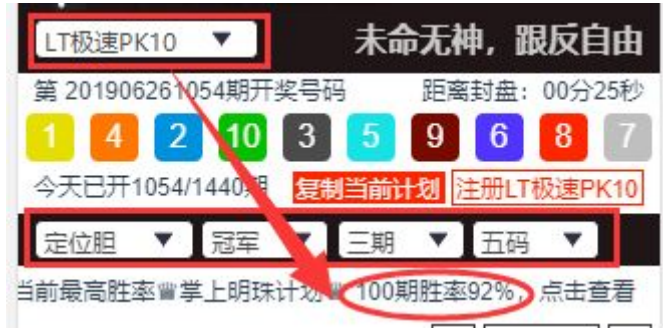 LT极速PK10 ▼ 未命无神，跟反自由
第 201906261054期开奖号码 距离封盘：00分25秒
1 4 2 10 3 5 9 6 8 7
今天已开1054/1440期 复制当前计划 注册LT极速PK10
定位胆 ▼ 冠军 ▼ 三期 ▼ 五码 ▼
当前最高胜率♛掌上明珠计划♛ 100期胜率92%，点击查看